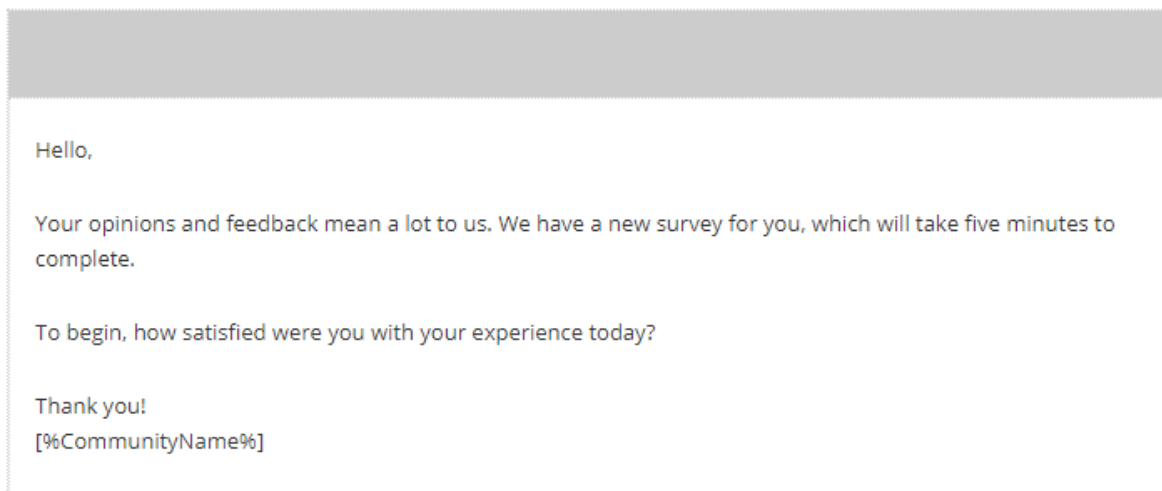 Hello,
Your opinions and feedback mean a lot to us. We have a new survey for you, which will take five minutes to
complete.
To begin, how satisfied were you with your experience today?
Thank you!
[%CommunityName%]